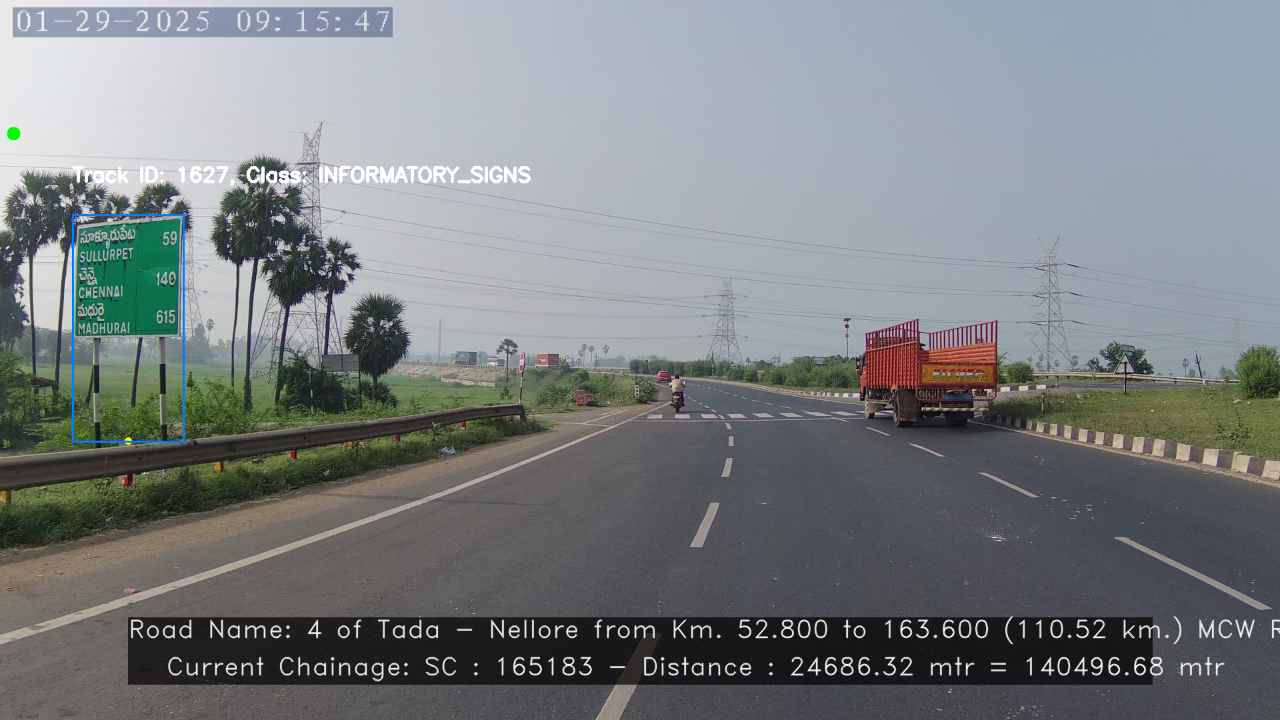 01-29-2025 09:15:47
Track ID: 1627, Class: INFORMATORY_SIGNS
సూళ్ళూరుపేట 59
SULLURPET
చెన్నై 140
CHENNAI
మధురై 615
MADHURAI
Road Name: 4 of Tada - Nellore from Km. 52.800 to 163.600 (110.52 km.) MCW R
Current Chainage: SC : 165183 - Distance : 24686.32 mtr = 140496.68 mtr